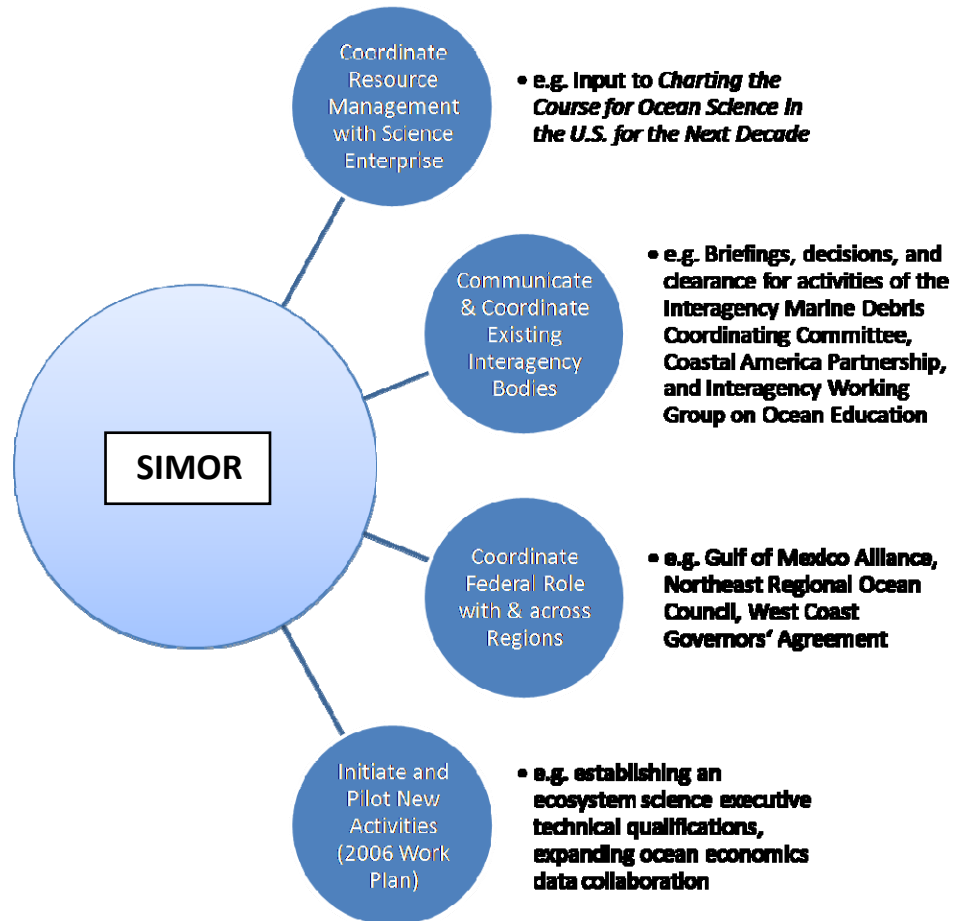 Coordinate
Resource
Management
with Science
Enterprise
• e.g. Input to Charting the
Course for Ocean Science in
the U.S. for the Next Decade
Communicate
& Coordinate
Existing
Interagency
Bodies
• e.g. Briefings, decisions, and
clearance for activities of the
Interagency Marine Debris
Coordinating Committee,
Coastal America Partnership,
and Interagency Working
Group on Ocean Education
SIMOR
Coordinate
Federal Role
with & across
Regions
• e.g. Gulf of Mexico Alliance,
Northeast Regional Ocean
Council, West Coast
Governors' Agreement
Initiate and
Pilot New
Activities
(2006 Work
Plan)
• e.g. establishing an
ecosystem science executive
technical qualifications,
expanding ocean economics
data collaboration